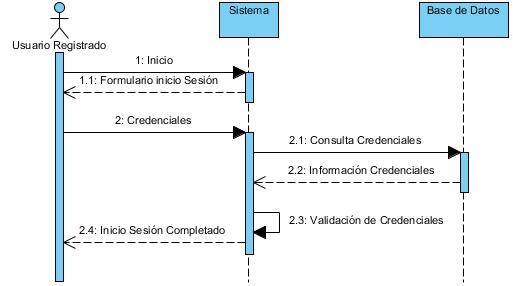 Sistema
Base de Datos
Usuario Registrado
1: Inicio
1.1: Formulario inicio Sesión
2: Credenciales
2.1: Consulta Credenciales
2.2: Información Credenciales
2.3: Validación de Credenciales
2.4: Inicio Sesión Completado